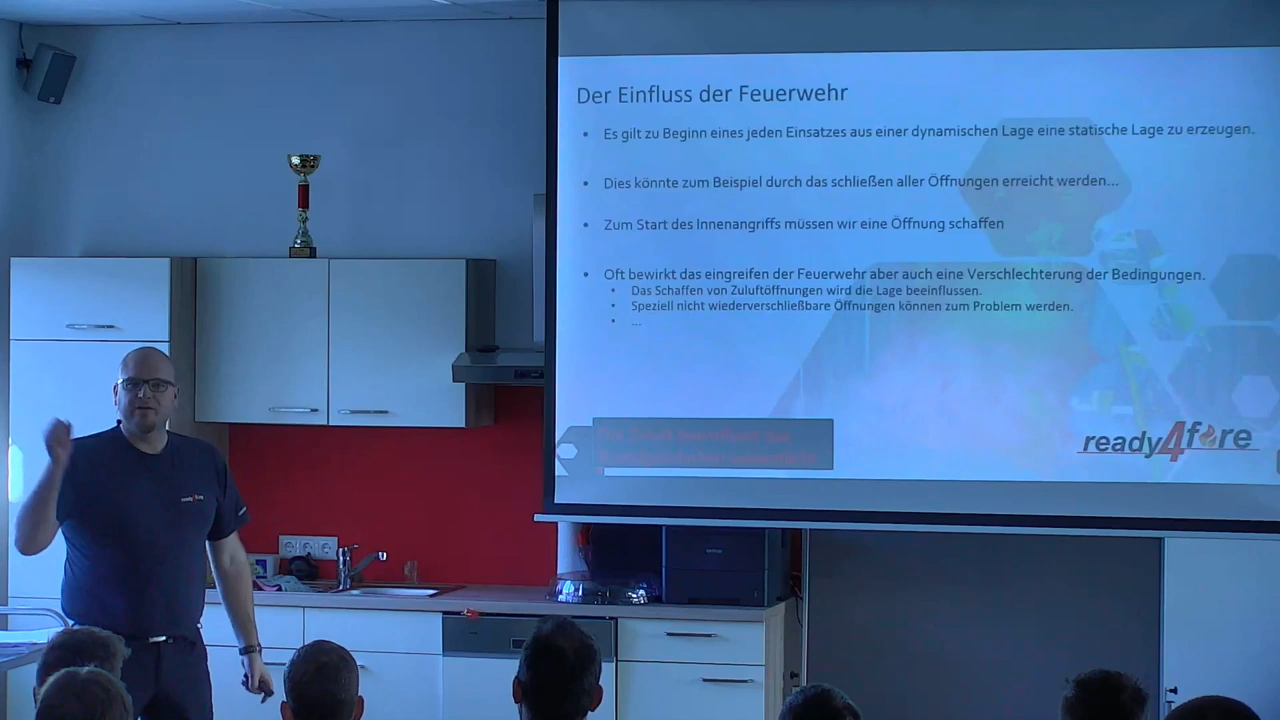 Der Einfluss der Feuerwehr
Es gilt zu Beginn eines jeden Einsatzes aus einer dynamischen Lage eine statische Lage zu erzeugen.
Dies könnte zum Beispiel durch das schließen aller Öffnungen erreicht werden...
Zum Start des Innenangriffs müssen wir eine Öffnung schaffen
Oft bewirkt das eingreifen der Feuerwehr aber auch eine Verschlechterung der Bedingungen.
Das Schaffen von Zuluftöffnungen wird die Lage beeinflussen.
Speziell nicht wiederverschließbare Öffnungen können zum Problem werden.
...
ready4fire
ready4fire